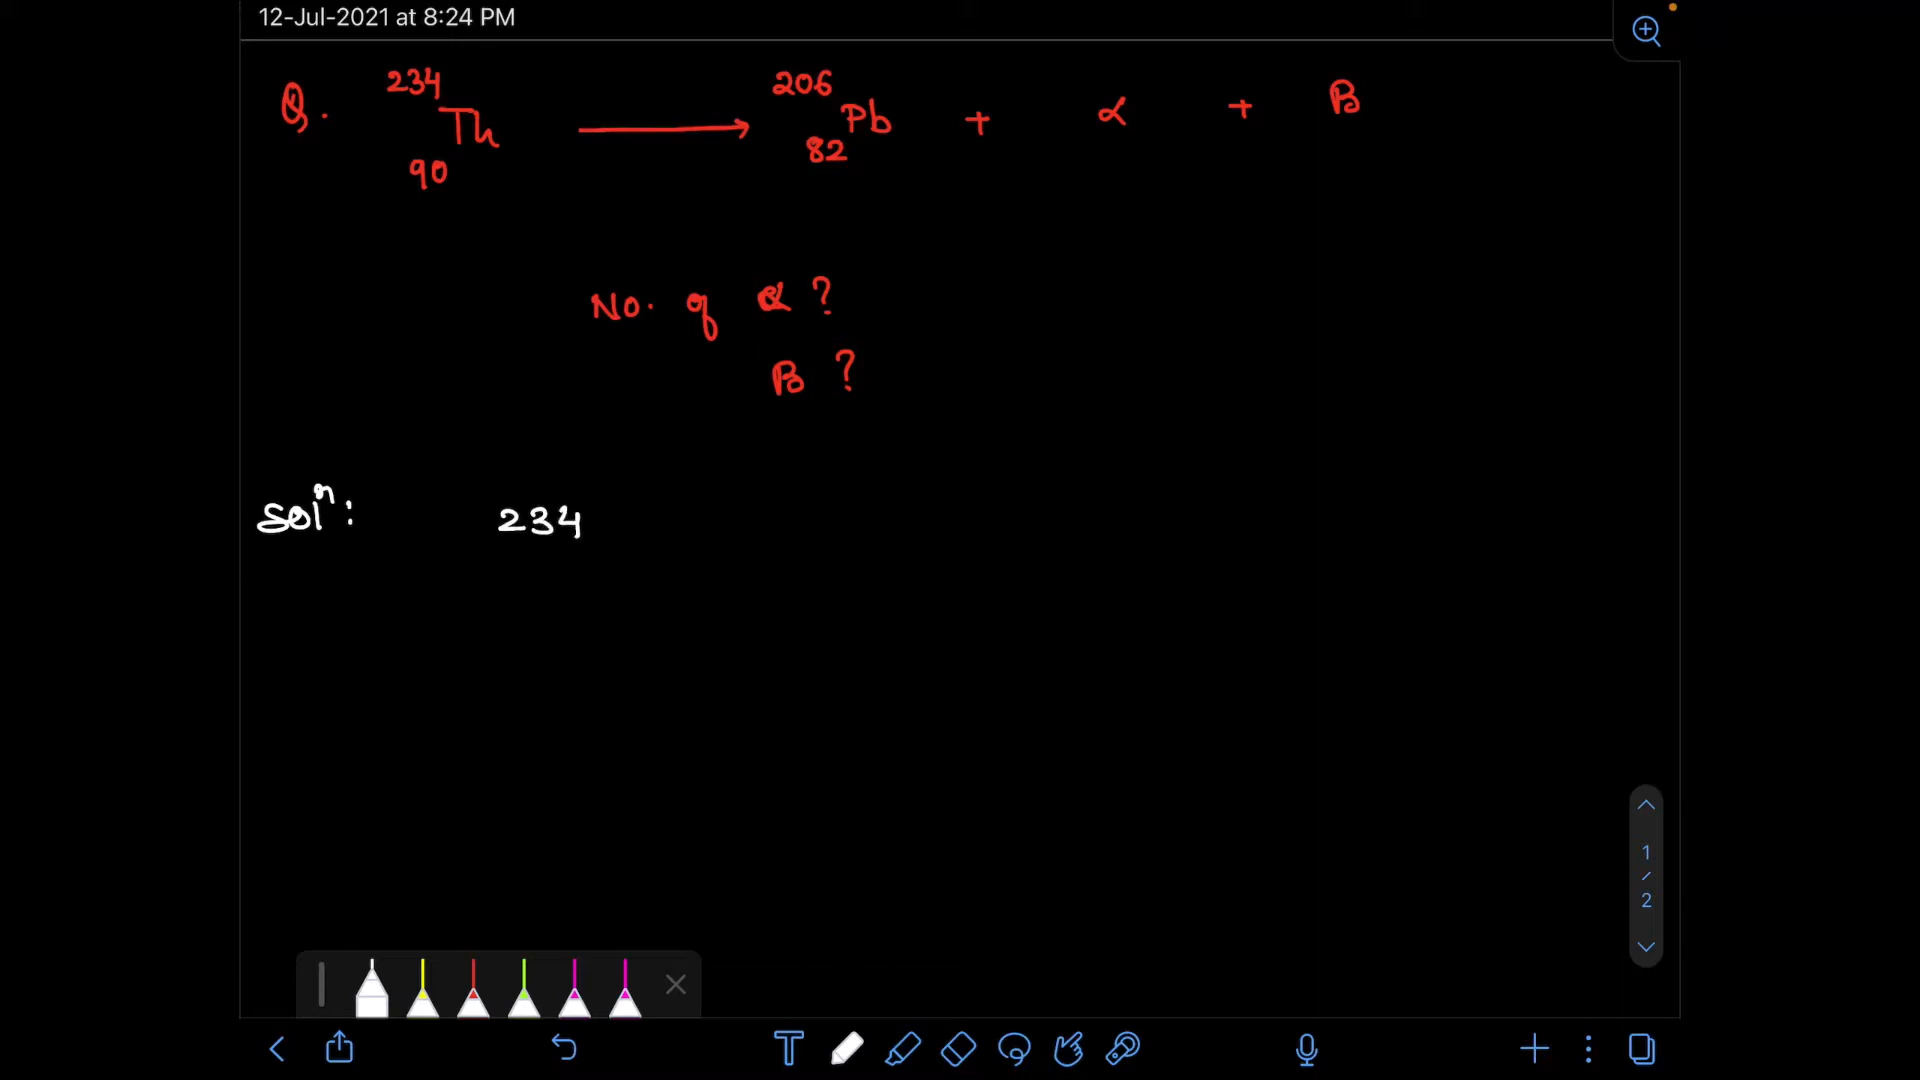 12-Jul-2021 at 8:24 PM
Q. 234 90 Th → 206 82 Pb + α + β
No. of α ?
β ?
Solⁿ: 234
1
/
2